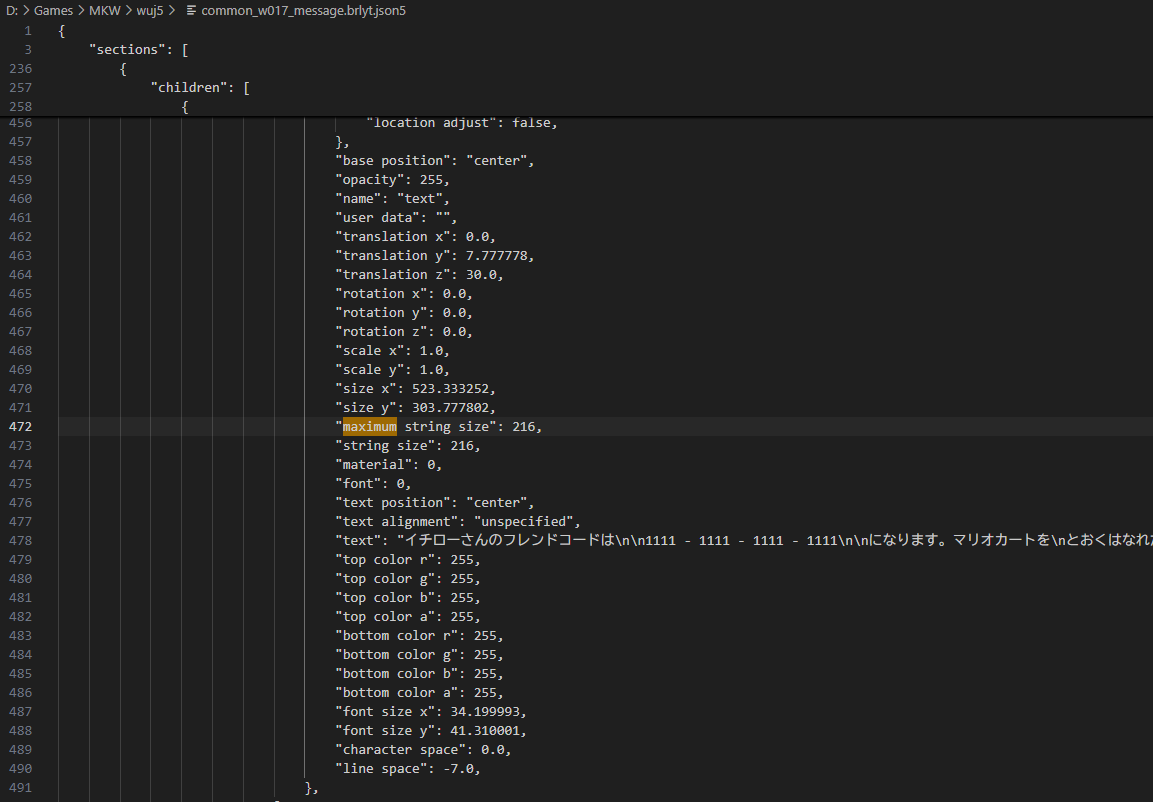 D: > Games > MKW > wuj5 > common_w017_message.brlyt.json5
1 {
3 "sections": [
236 {
257 "children": [
258 {
456 "location adjust": false,
457 },
458 "base position": "center",
459 "opacity": 255,
460 "name": "text",
461 "user data": "",
462 "translation x": 0.0,
463 "translation y": 7.777778,
464 "translation z": 30.0,
465 "rotation x": 0.0,
466 "rotation y": 0.0,
467 "rotation z": 0.0,
468 "scale x": 1.0,
469 "scale y": 1.0,
470 "size x": 523.333252,
471 "size y": 303.777802,
472 "maximum string size": 216,
473 "string size": 216,
474 "material": 0,
475 "font": 0,
476 "text position": "center",
477 "text alignment": "unspecified",
478 "text": "イチローさんのフレンドコードは\n\n1111 - 1111 - 1111 - 1111\n\nになります。マリオカートを\nとおくはなれ
479 "top color r": 255,
480 "top color g": 255,
481 "top color b": 255,
482 "top color a": 255,
483 "bottom color r": 255,
484 "bottom color g": 255,
485 "bottom color b": 255,
486 "bottom color a": 255,
487 "font size x": 34.199993,
488 "font size y": 41.310001,
489 "character space": 0.0,
490 "line space": -7.0,
491 },